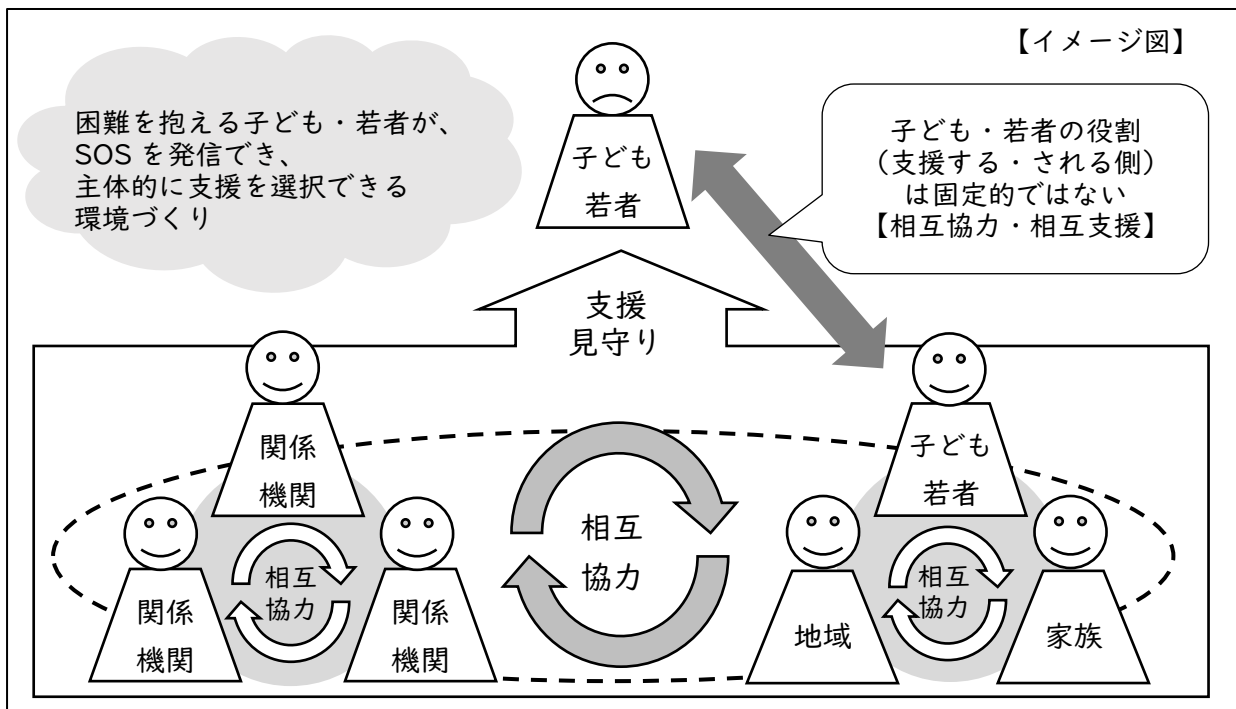 【イメージ図】
困難を抱える子ども・若者が、
SOS を発信でき、
主体的に支援を選択できる
環境づくり
子ども
若者
子ども・若者の役割
（支援する・される側）
は固定的ではない
【相互協力・相互支援】
支援
見守り
関係
機関
関係
機関
相互
協力
関係
機関
相互
協力
子ども
若者
地域
相互
協力
家族